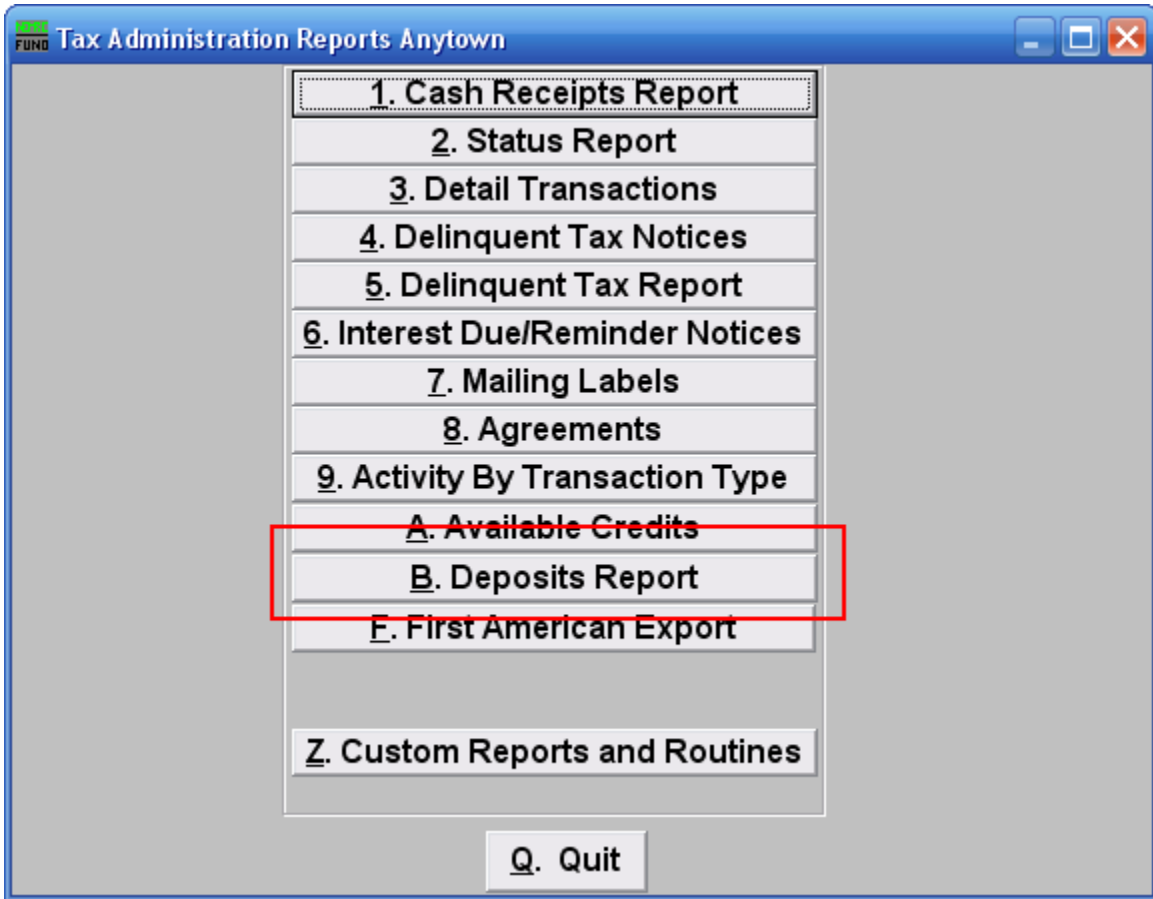 FUND Tax Administration Reports Anytown
1. Cash Receipts Report
2. Status Report
3. Detail Transactions
4. Delinquent Tax Notices
5. Delinquent Tax Report
6. Interest Due/Reminder Notices
7. Mailing Labels
8. Agreements
9. Activity By Transaction Type
A. Available Credits
B. Deposits Report
F. First American Export
Z. Custom Reports and Routines
Q. Quit